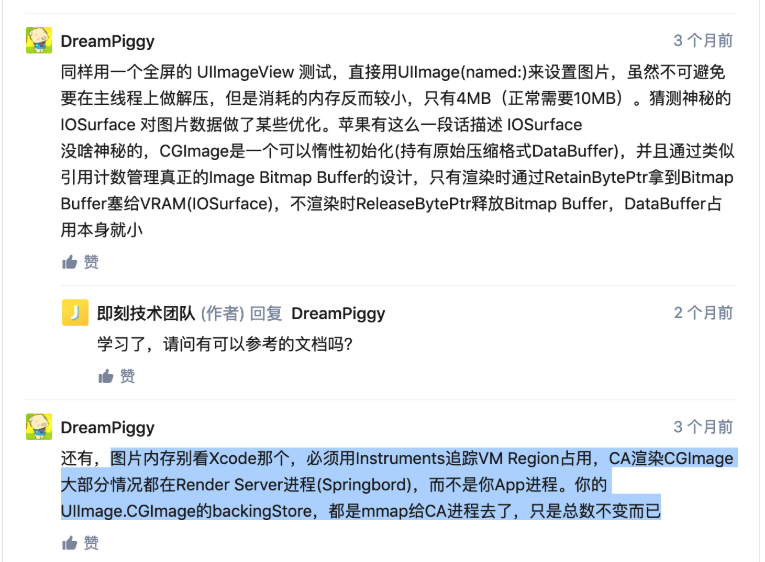 DreamPiggy
3 个月前
同样用一个全屏的 UIImageView 测试，直接用UIImage(named:)来设置图片，虽然不可避免
要在主线程上做解压，但是消耗的内存反而较小，只有4MB（正常需要10MB）。猜测神秘的
IOSurface 对图片数据做了某些优化。苹果有这么一段话描述 IOSurface
没啥神秘的，CGImage是一个可以惰性初始化(持有原始压缩格式DataBuffer)，并且通过类似
引用计数管理真正的Image Bitmap Buffer的设计，只有渲染时通过RetainBytePtr拿到Bitmap
Buffer塞给VRAM(IOSurface)，不渲染时ReleaseBytePtr释放Bitmap Buffer，DataBuffer占
用本身就小
赞
J
即刻技术团队 (作者) 回复 DreamPiggy
2 个月前
学习了，请问有可以参考的文档吗?
赞
DreamPiggy
3 个月前
还有，图片内存别看Xcode那个，必须用Instruments追踪VM Region占用，CA渲染CGImage
大部分情况都在Render Server进程(Springbord)，而不是你App进程。你的
UIImage.CGImage的backingStore，都是mmap给CA进程去了，只是总数不变而已
赞